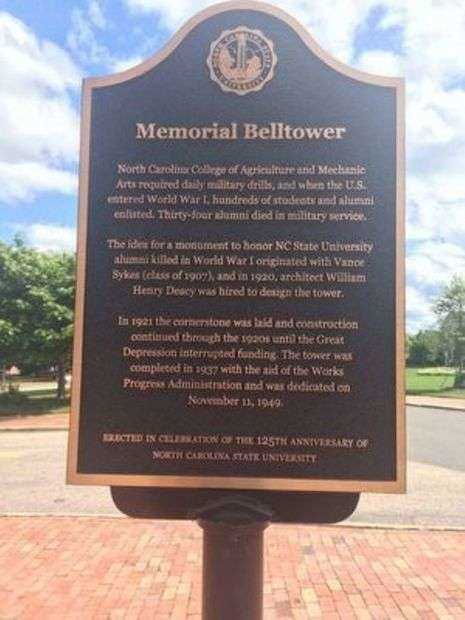 Memorial Belltower
North Carolina College of Agriculture and Mechanic
Arts required daily military drills, and when the U.S.
entered World War I, hundreds of students and alumni
enlisted. Thirty-four alumni died in military service.
The idea for a monument to honor NC State University
alumni killed in World War I originated with Vance
Sykes (class of 1907), and in 1920, architect William
Henry Deacy was hired to design the tower.
In 1921 the cornerstone was laid and construction
continued through the 1920s until the Great
Depression interrupted funding. The tower was
completed in 1937 with the aid of the Works
Progress Administration and was dedicated on
November 11, 1949.
ERECTED IN CELEBRATION OF THE 125TH ANNIVERSARY OF
NORTH CAROLINA STATE UNIVERSITY